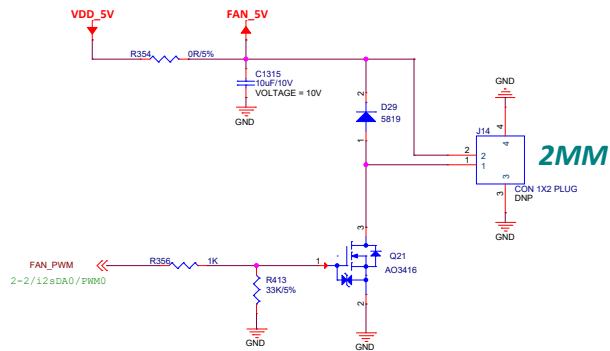 VDD_5V
FAN_5V
R354
0R/5%
C1315
10uF/10V
VOLTAGE = 10V
GND
2
D29
5819
1
GND
J14
4
4
2
2
1
1
3
3
2MM
CON 1X2 PLUG
DNP
GND
3
FAN_PWM
R356
1K
1
Q21
AO3416
2-2/i2sDA0/PWM0
R413
33K/5%
2
GND
GND